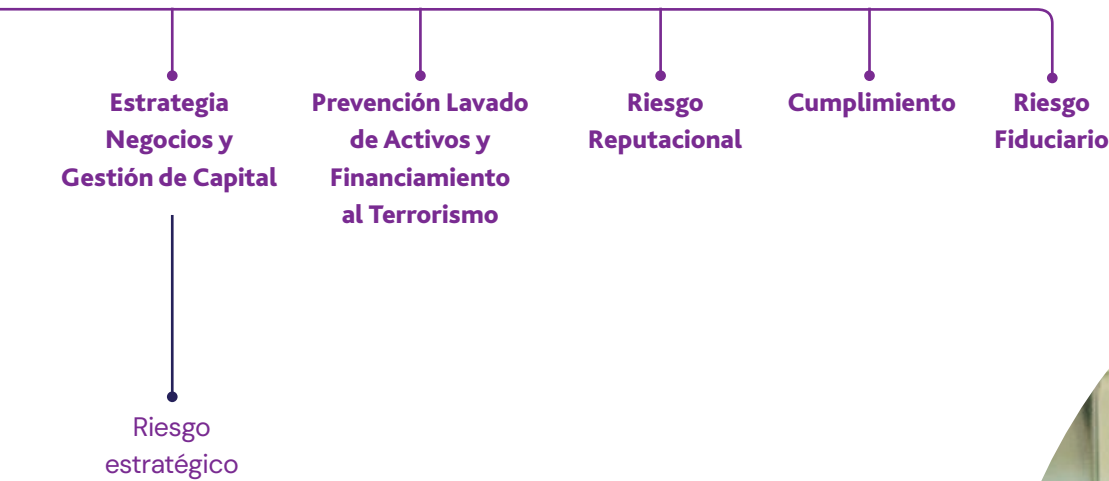 Estrategia
Negocios y
Gestión de Capital
Prevención Lavado
de Activos y
Financiamiento
al Terrorismo
Riesgo
Reputacional
Cumplimiento
Riesgo
Fiduciario
Riesgo
estratégico